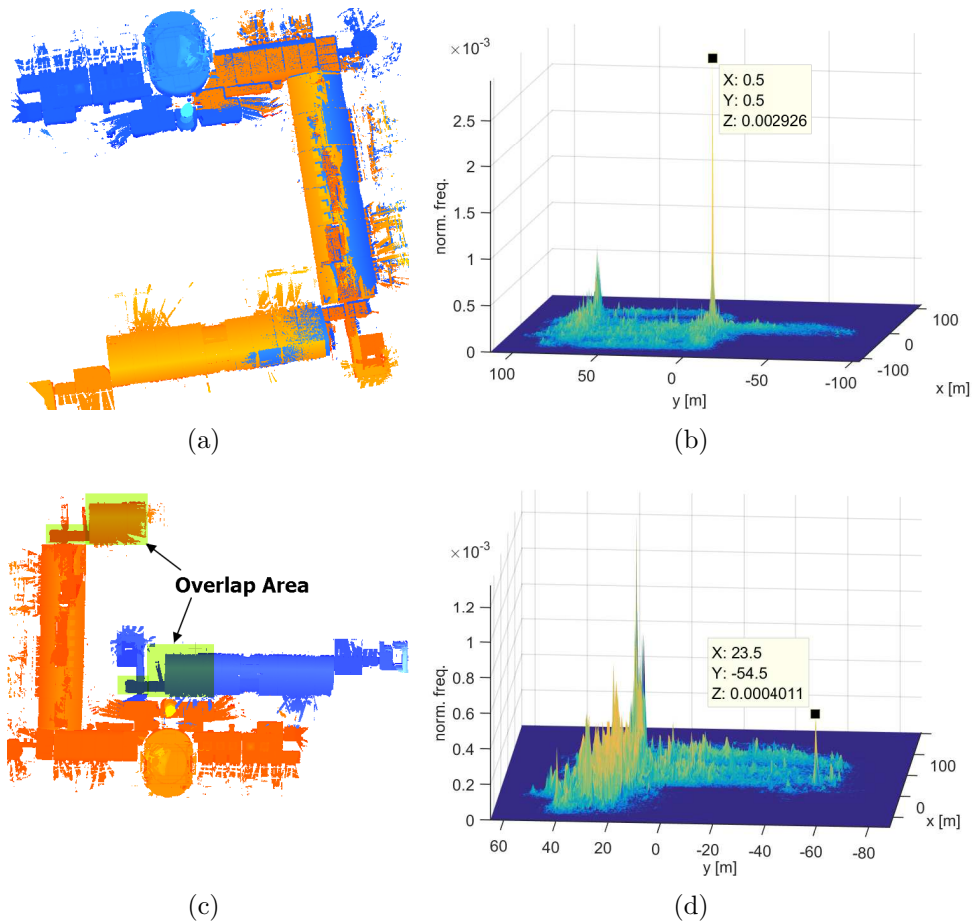 ×10⁻³
X: 0.5
Y: 0.5
Z: 0.002926
2.5
2
1.5
1
0.5
0
norm. freq.
100
50
0
-50
-100
y [m]
100
0
-100
x [m]
(a)
(b)
Overlap Area
×10⁻³
1.2
1
0.8
0.6
0.4
0.2
0
norm. freq.
X: 23.5
Y: -54.5
Z: 0.0004011
60
40
20
0
-20
-40
-60
-80
y [m]
100
0
x [m]
(c)
(d)